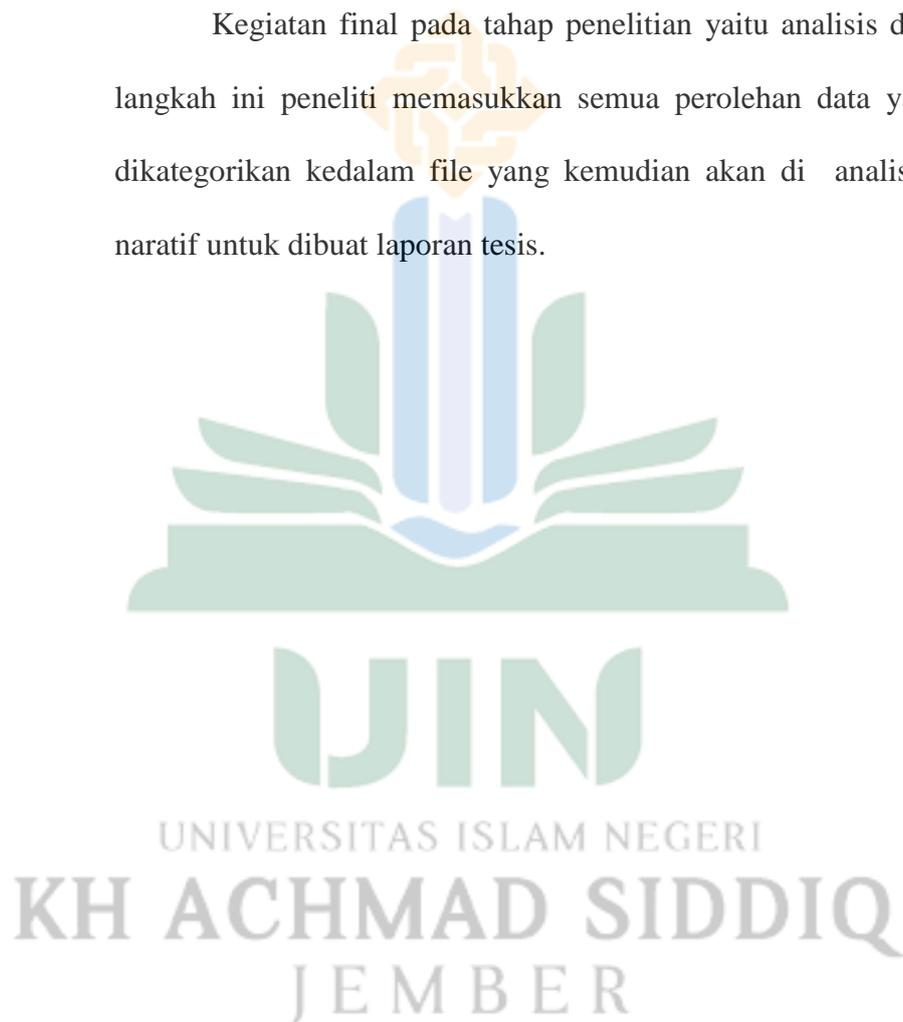 Kegiatan final pada tahap penelitian yaitu analisis
langkah ini peneliti memasukkan semua perolehan data
dikategorikan kedalam file yang kemudian akan di analis
naratif untuk dibuat laporan tesis.
UIN
UNIVERSITAS ISLAM NEGERI
KH ACHMAD SIDDIQ
JEMBER